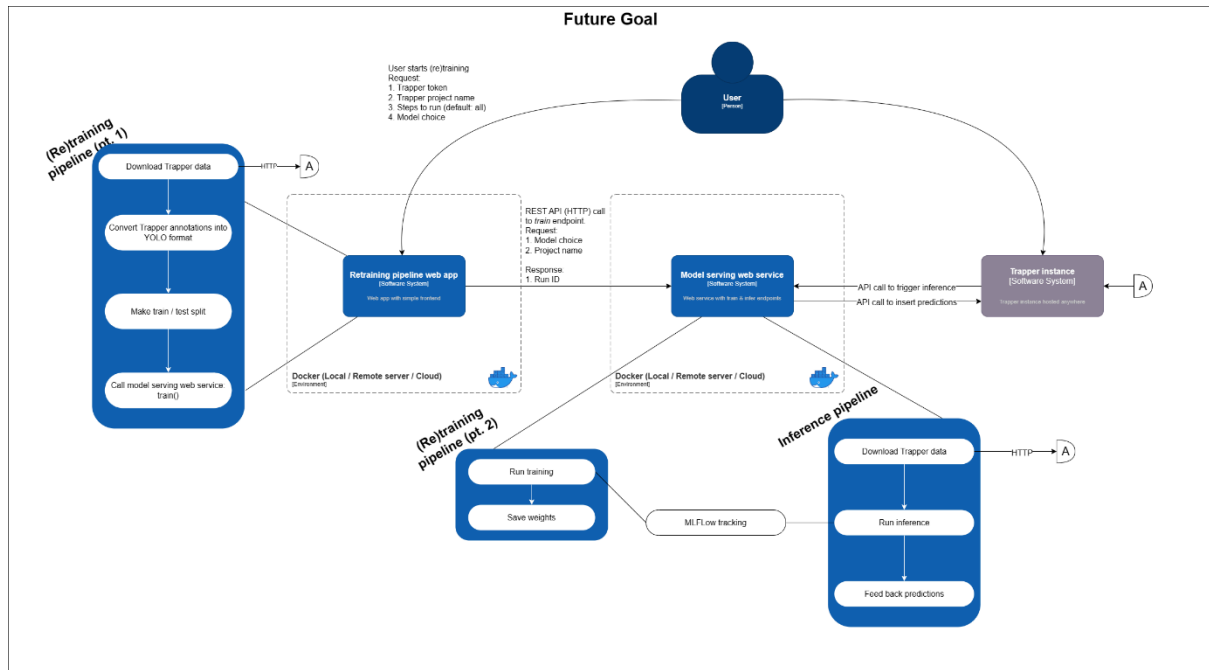 Future Goal
User starts (re)training
Request:
1. Trapper token
2. Trapper project name
3. Steps to run (default: all)
4. Model choice
User
[Person]
(Re)training
pipeline (pt. 1)
Download Trapper data
HTTP
A
Convert Trapper annotations into
YOLO format
Make train / test split
Call model serving web service:
train()
Retraining pipeline web app
[Software System]
Web app with simple frontend
Docker (Local / Remote server / Cloud)
[Environment]
REST API (HTTP) call
to train endpoint.
Request:
1. Model choice
2. Project name
Response:
1. Run ID
Model serving web service
[Software System]
Web service with train & infer endpoints
Docker (Local / Remote server / Cloud)
[Environment]
API call to trigger inference
API call to insert predictions
Trapper instance
[Software System]
Trapper instance hosted anywhere
A
(Re)training
pipeline (pt. 2)
Run training
Save weights
MLFLow tracking
Inference pipeline
Download Trapper data
HTTP
A
Run inference
Feed back predictions